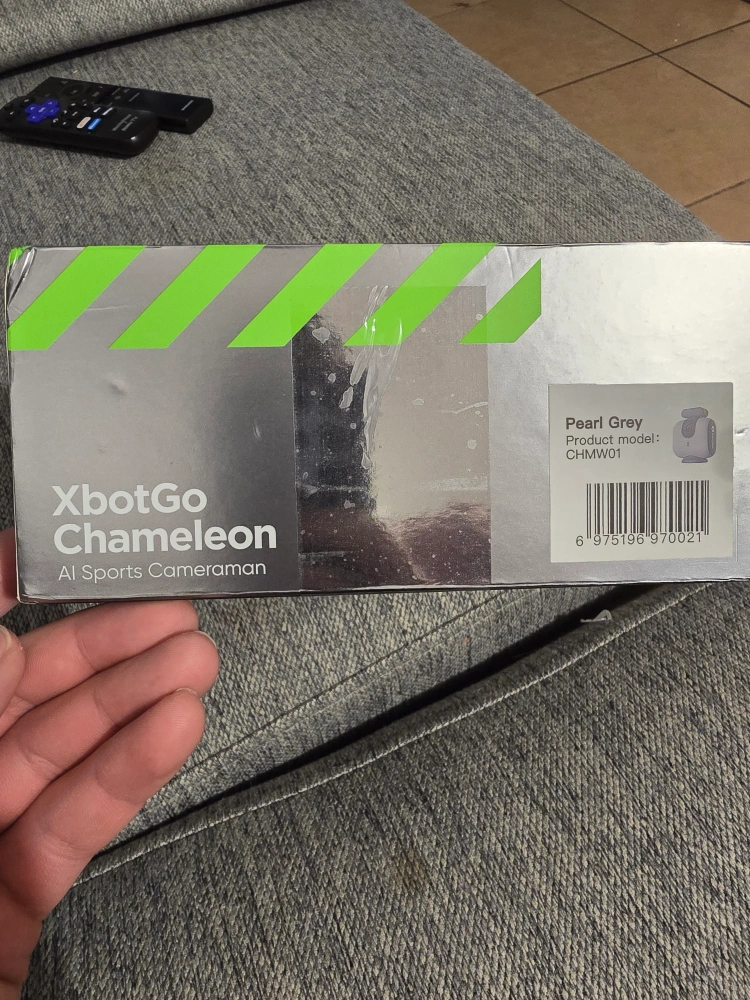 XbotGo
Chameleon
AI Sports Cameraman
Pearl Grey
Product model:
CHMW01
6 975196 970021